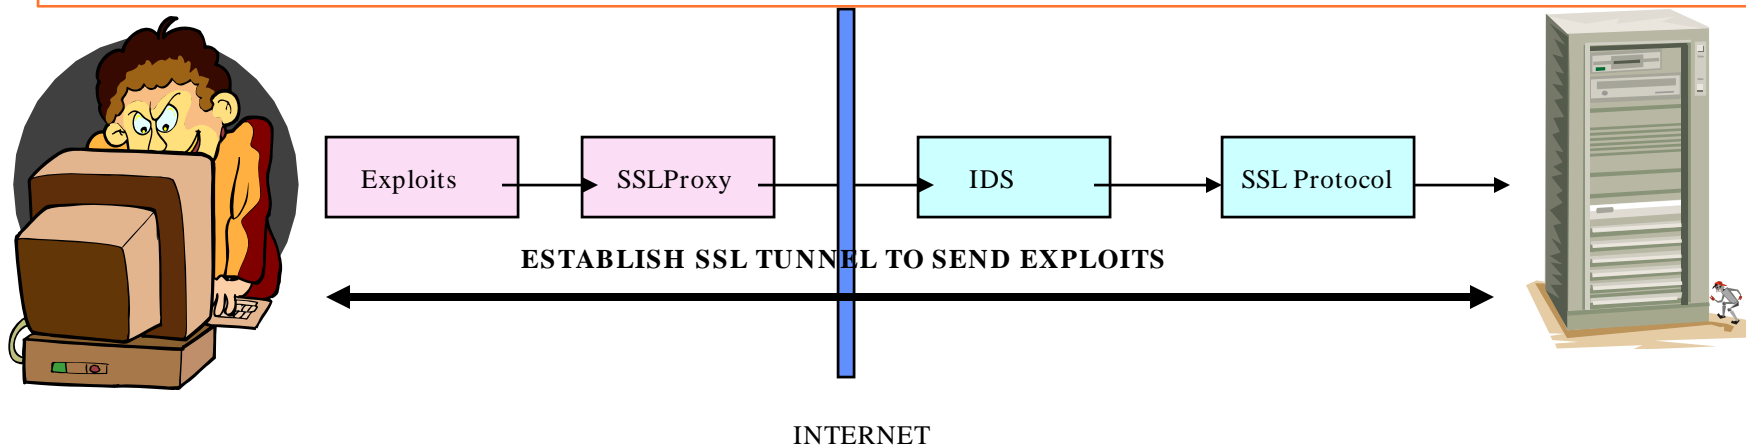 Exploits
SSLProxy
IDS
SSL Protocol
ESTABLISH SSL TUNNEL TO SEND EXPLOITS
INTERNET